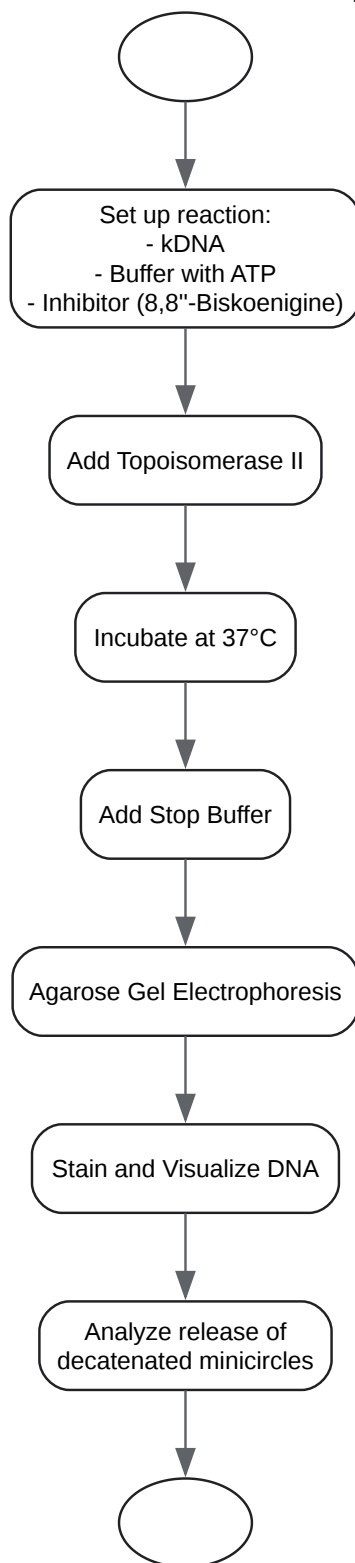 Set up reaction:
- kDNA
- Buffer with ATP
- Inhibitor (8,8''-Biskoenigine)
Add Topoisomerase II
Incubate at 37°C
Add Stop Buffer
Agarose Gel Electrophoresis
Stain and Visualize DNA
Analyze release of
decatenated minicircles